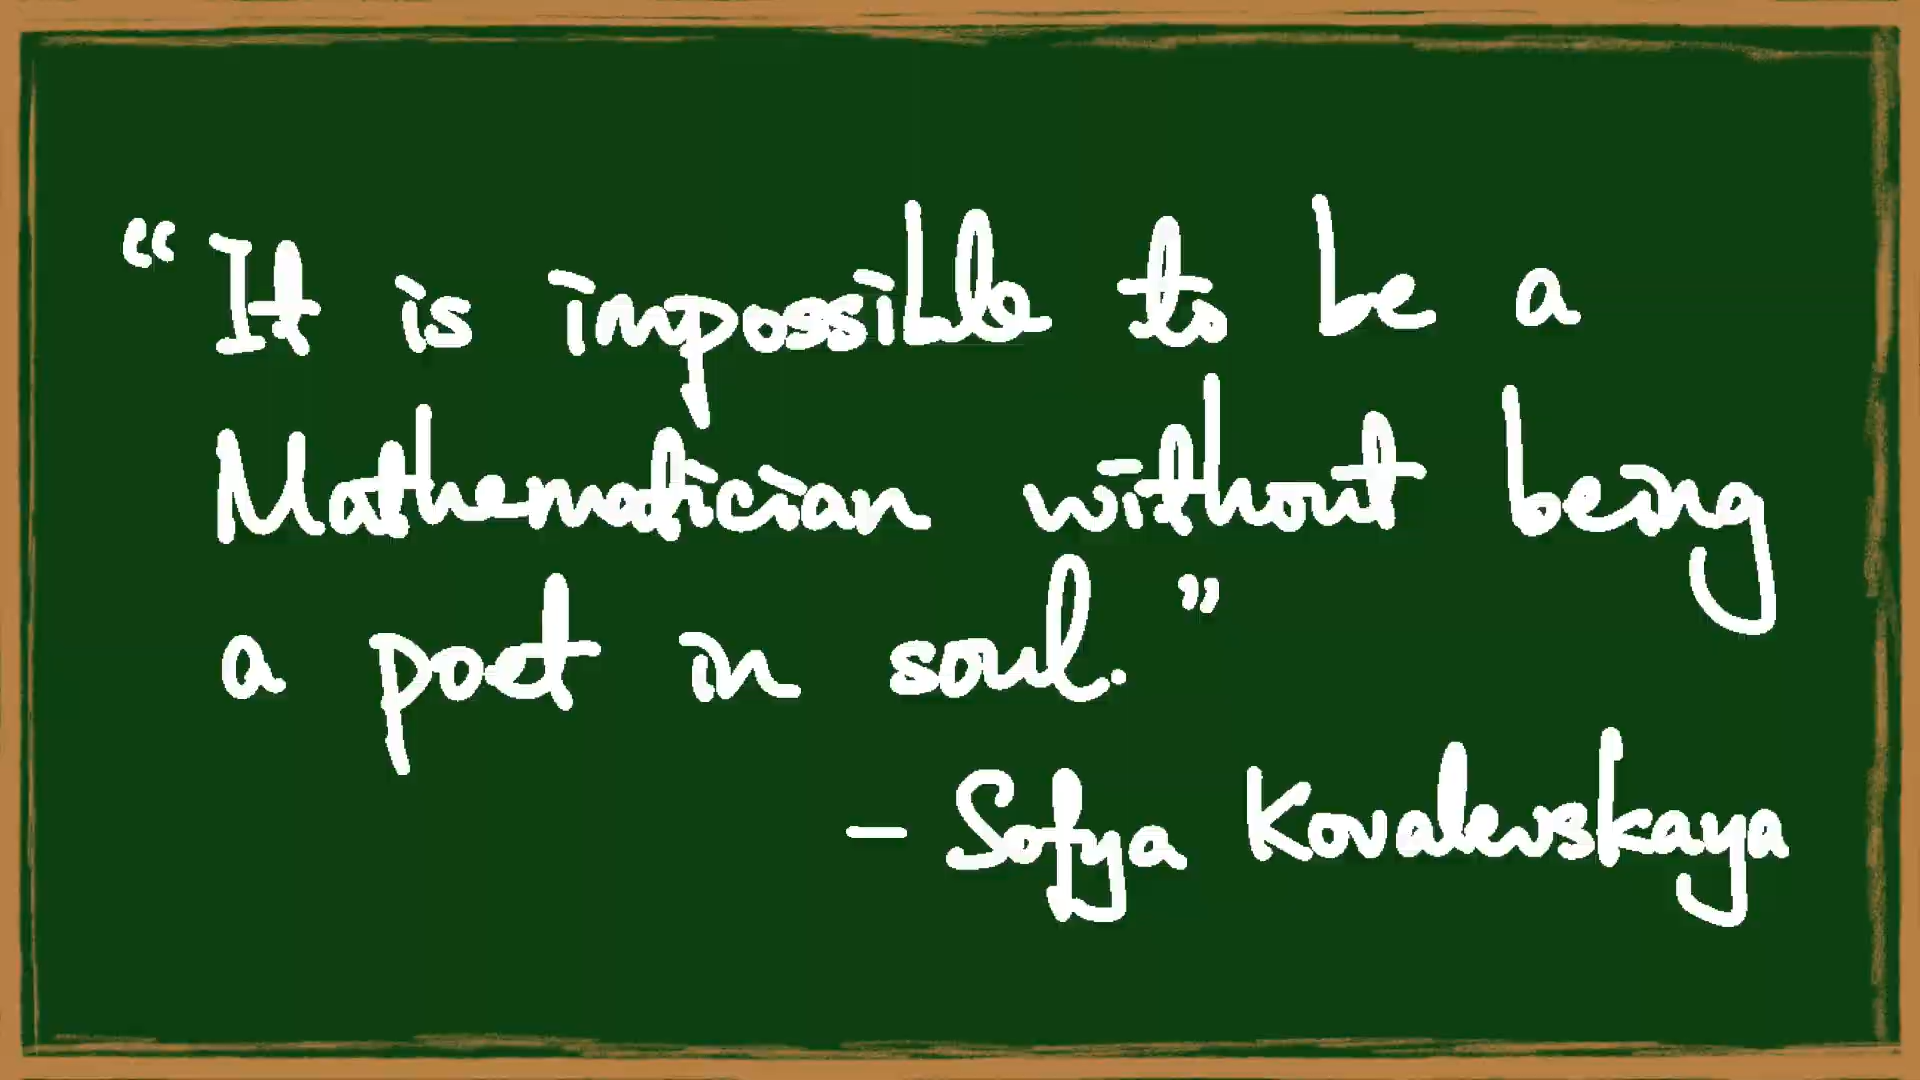 “It is impossible to be a
Mathematician without being
a poet in soul.”
– Sofya Kovalevskaya